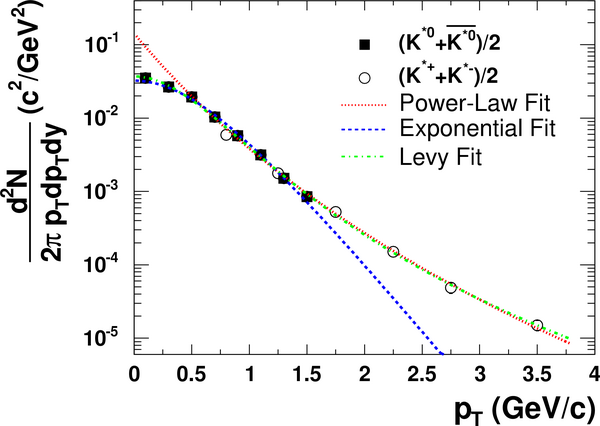 d²N
2π p_T dp_T dy
(c²/GeV²)
10⁻¹
10⁻²
10⁻³
10⁻⁴
10⁻⁵
(K*⁰+K̅*̅⁰̅)/2
(K*⁺+K*⁻)/2
Power-Law Fit
Exponential Fit
Levy Fit
0 0.5 1 1.5 2 2.5 3 3.5 4
p_T (GeV/c)